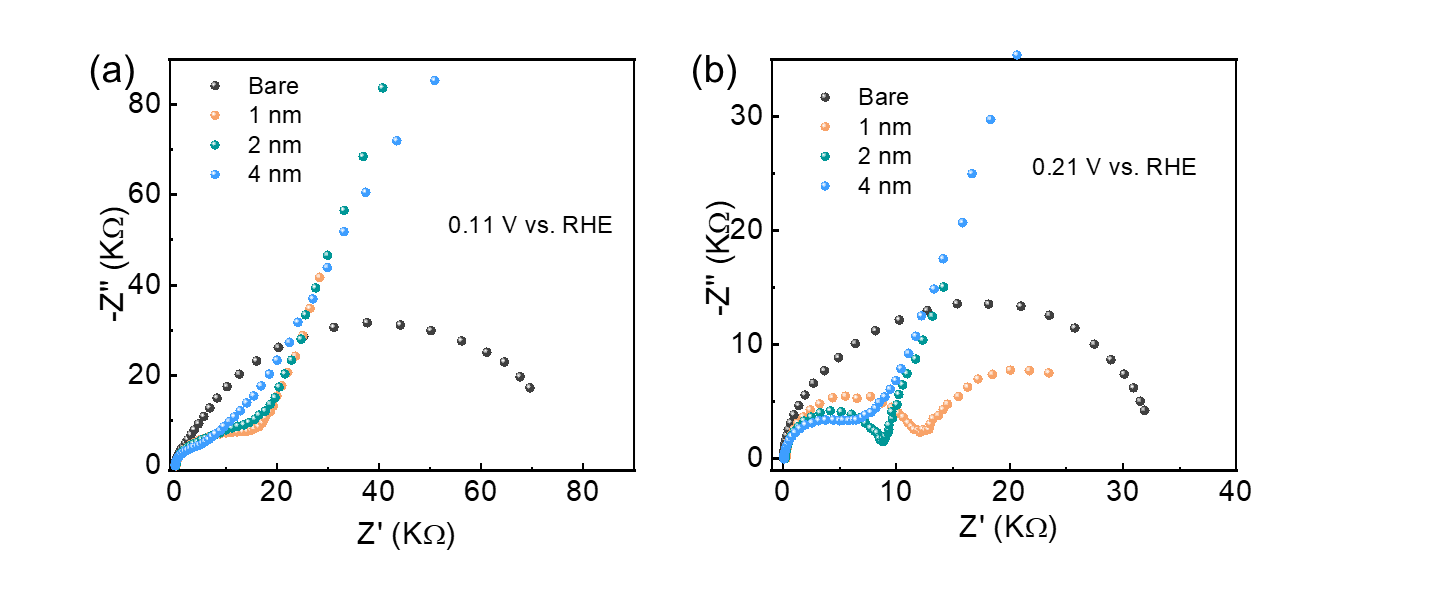 (a)
Bare
1 nm
2 nm
4 nm
0.11 V vs. RHE
80
60
40
20
0
-Z" (KΩ)
0 20 40 60 80
Z' (KΩ)
(b)
Bare
1 nm
2 nm
4 nm
0.21 V vs. RHE
30
20
10
0
-Z" (KΩ)
0 10 20 30 40
Z' (KΩ)